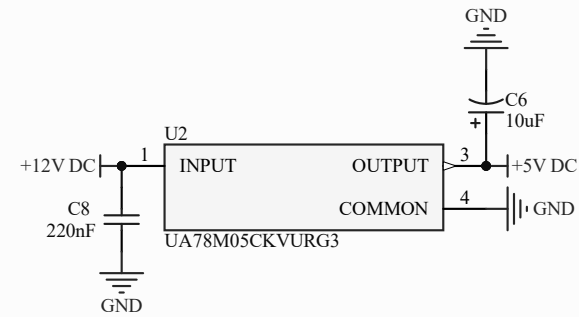 GND
C6
+ 10uF
U2
+12V DC 1 INPUT OUTPUT 3 +5V DC
COMMON 4 GND
C8
220nF
UA78M05CKVURG3
GND